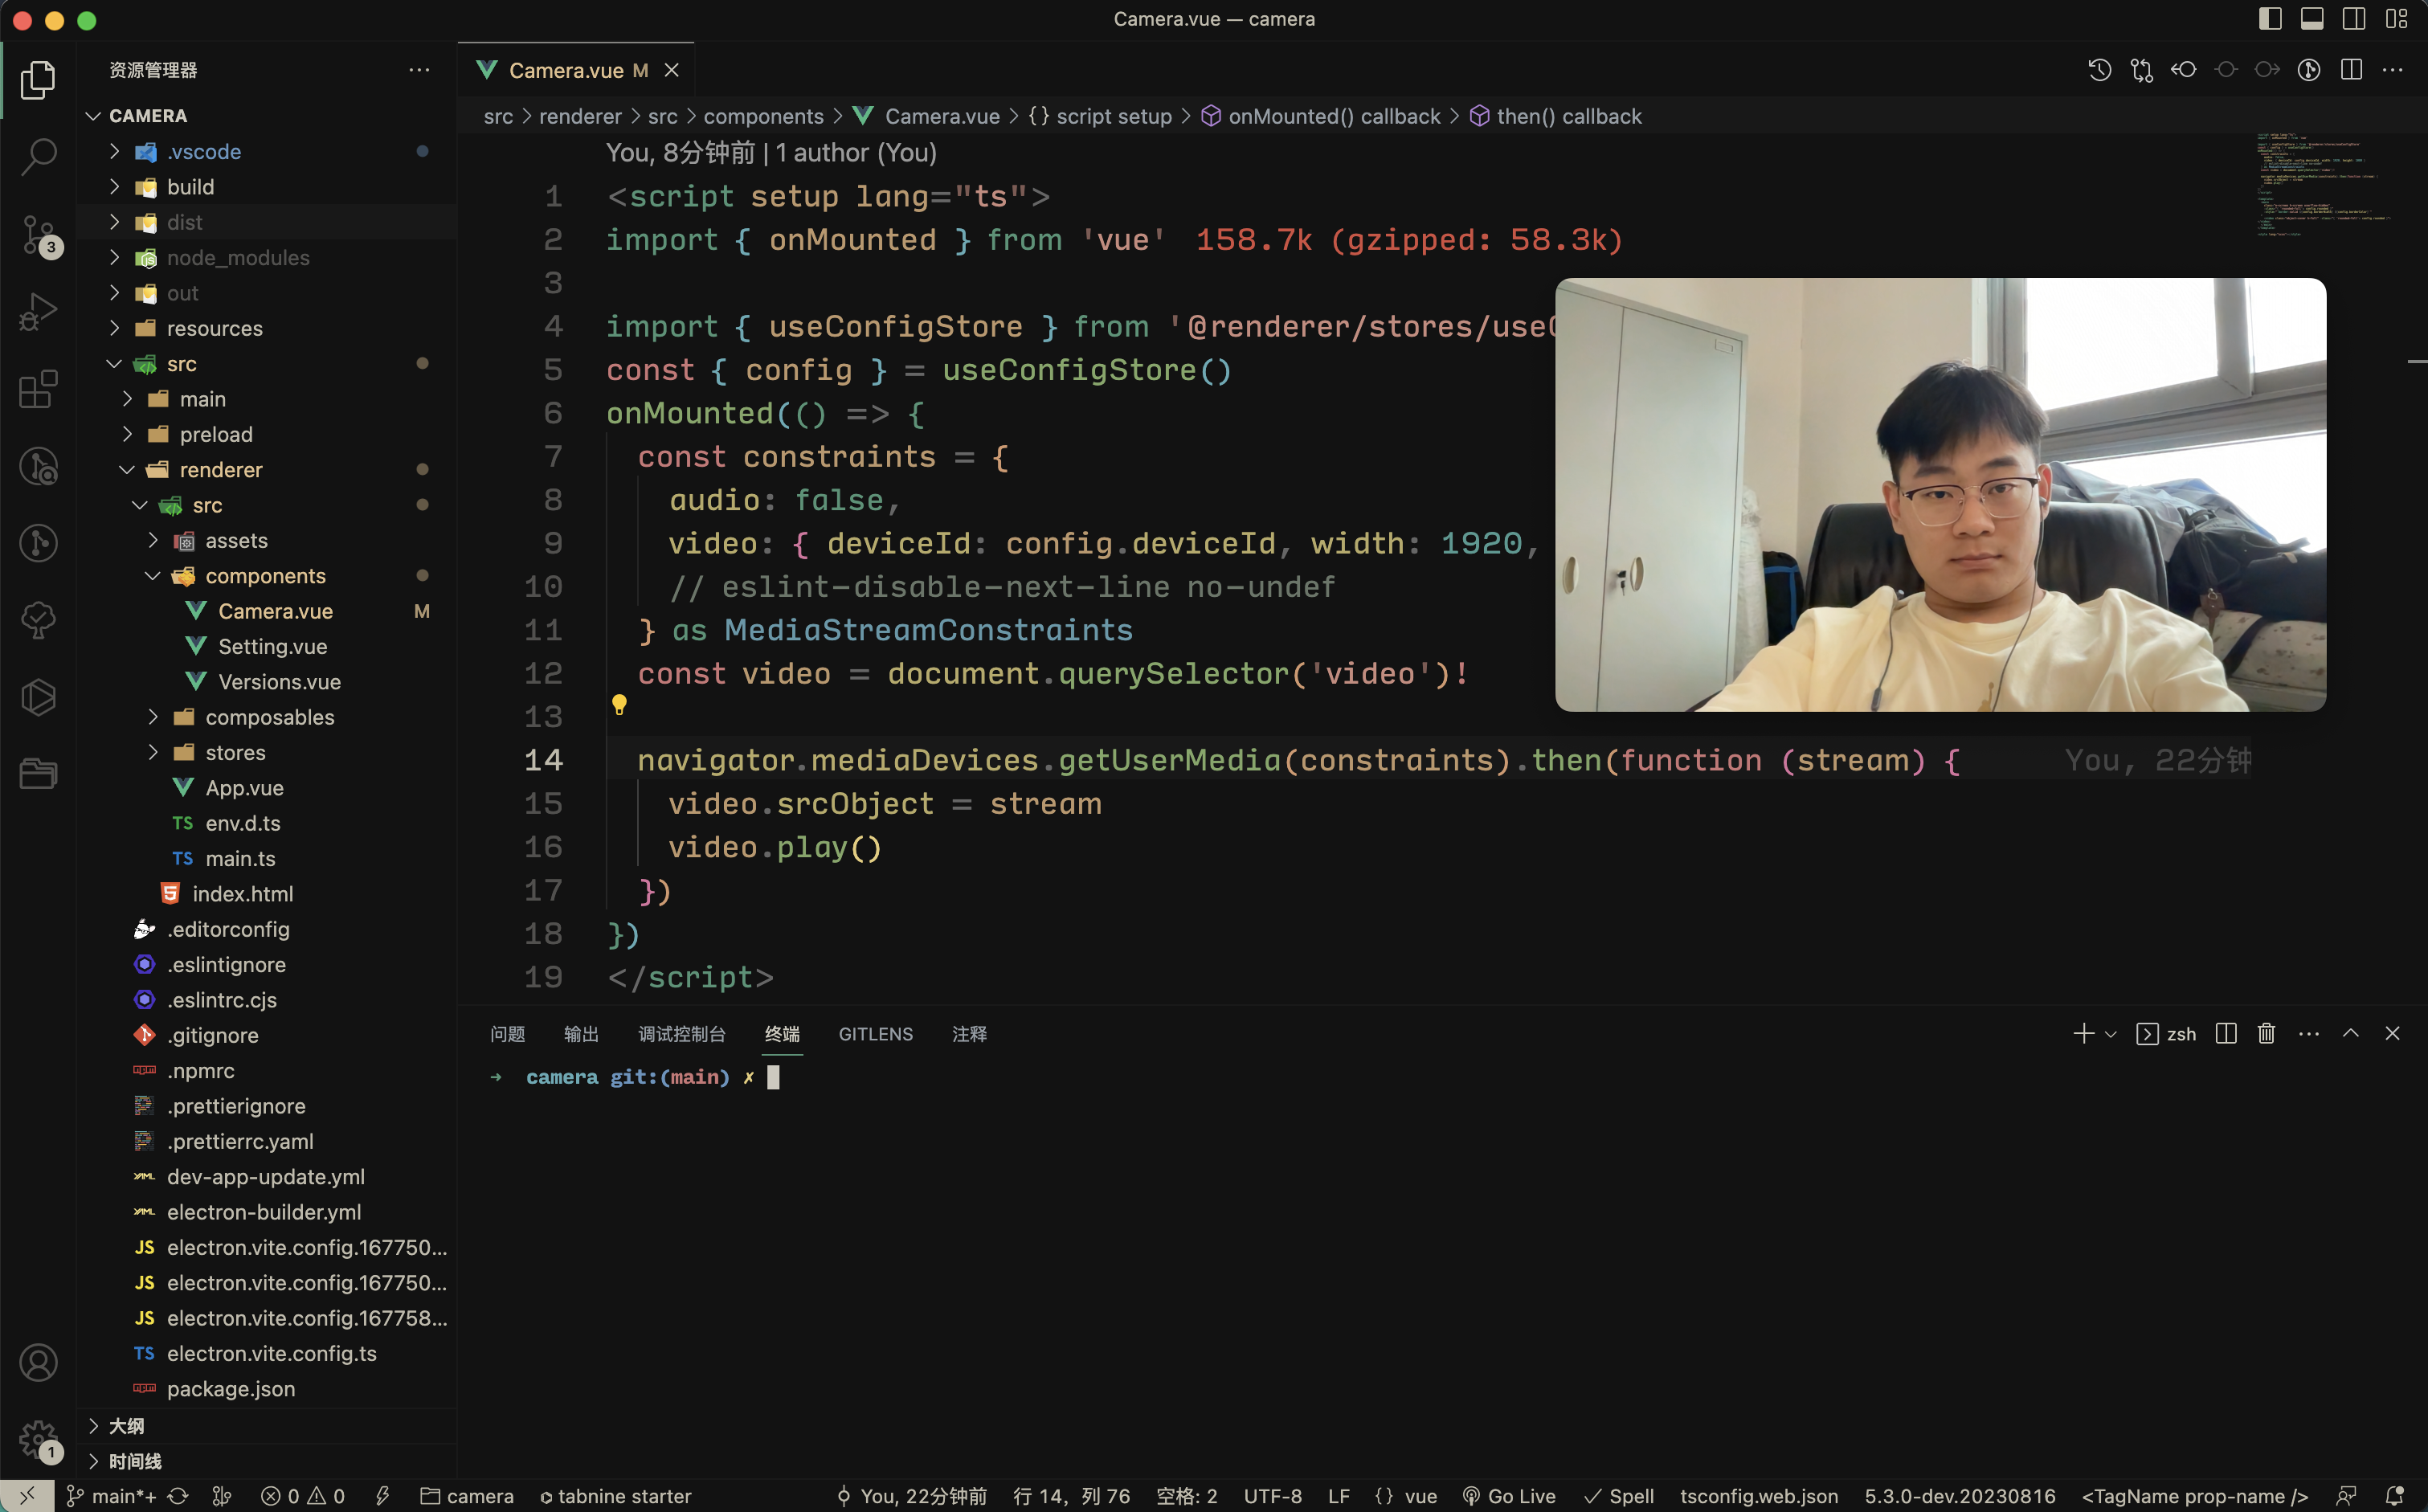 Camera.vue — camera
资源管理器
Camera.vue M
CAMERA
.vscode
build
dist
node_modules
out
resources
src
main
preload
renderer
src
assets
components
Camera.vue M
Setting.vue
Versions.vue
composables
stores
App.vue
TS env.d.ts
TS main.ts
index.html
.editorconfig
.eslintignore
.eslintrc.cjs
.gitignore
.npmrc
.prettierignore
.prettierrc.yaml
dev-app-update.yml
electron-builder.yml
JS electron.vite.config.167750...
JS electron.vite.config.167750...
JS electron.vite.config.167758...
TS electron.vite.config.ts
package.json
大纲
时间线
3
1
src > renderer > src > components > Camera.vue > {} script setup > onMounted() callback > then() callback
You, 8分钟前 | 1 author (You)
1 <script setup lang="ts">
2 import { onMounted } from 'vue' 158.7k (gzipped: 58.3k)
3
4 import { useConfigStore } from '@renderer/stores/use
5 const { config } = useConfigStore()
6 onMounted(() => {
7 const constraints = {
8 audio: false,
9 video: { deviceId: config.deviceId, width: 1920,
10 // eslint-disable-next-line no-undef
11 } as MediaStreamConstraints
12 const video = document.querySelector('video')!
13
14 navigator.mediaDevices.getUserMedia(constraints).then(function (stream) { You, 22分钟
15 video.srcObject = stream
16 video.play()
17 })
18 })
19 </script>
问题 输出 调试控制台 终端 GITLENS 注释
zsh
→ camera git:(main) ✗
main*+ 0 0 camera tabnine starter You, 22分钟前 行 14，列 76 空格: 2 UTF-8 LF {} vue Go Live Spell tsconfig.web.json 5.3.0-dev.20230816 <TagName prop-name />